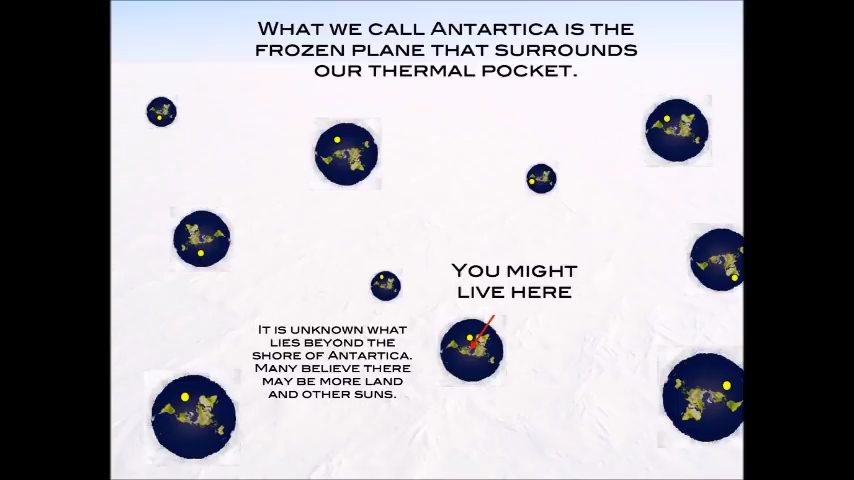 What we call Antartica is the
frozen plane that surrounds
our thermal pocket.
You might
live here
It is unknown what
lies beyond the
shore of Antartica.
Many believe there
may be more land
and other suns.